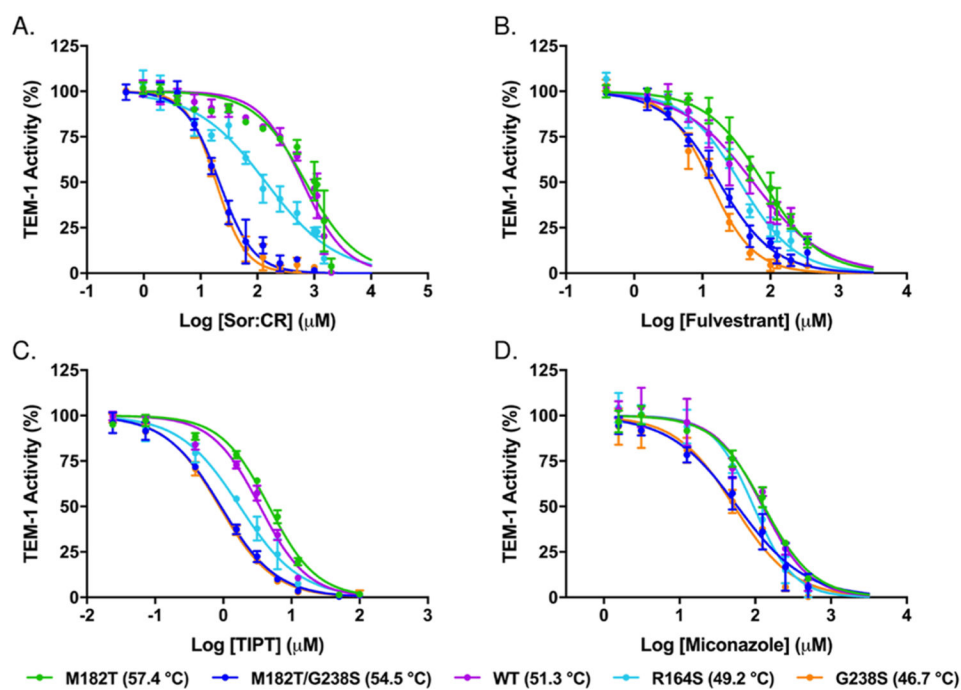 A.
TEM-1 Activity (%)
125
100
75
50
25
0
-1
0
1
2
3
4
5
Log [Sor:CR] (μM)
B.
TEM-1 Activity (%)
125
100
75
50
25
0
-1
0
1
2
3
4
Log [Fulvestrant] (μM)
C.
TEM-1 Activity (%)
125
100
75
50
25
0
-2
-1
0
1
2
3
Log [TIPT] (μM)
D.
TEM-1 Activity (%)
125
100
75
50
25
0
0
1
2
3
4
Log [Miconazole] (μM)
M182T (57.4 °C)
M182T/G238S (54.5 °C)
WT (51.3 °C)
R164S (49.2 °C)
G238S (46.7 °C)